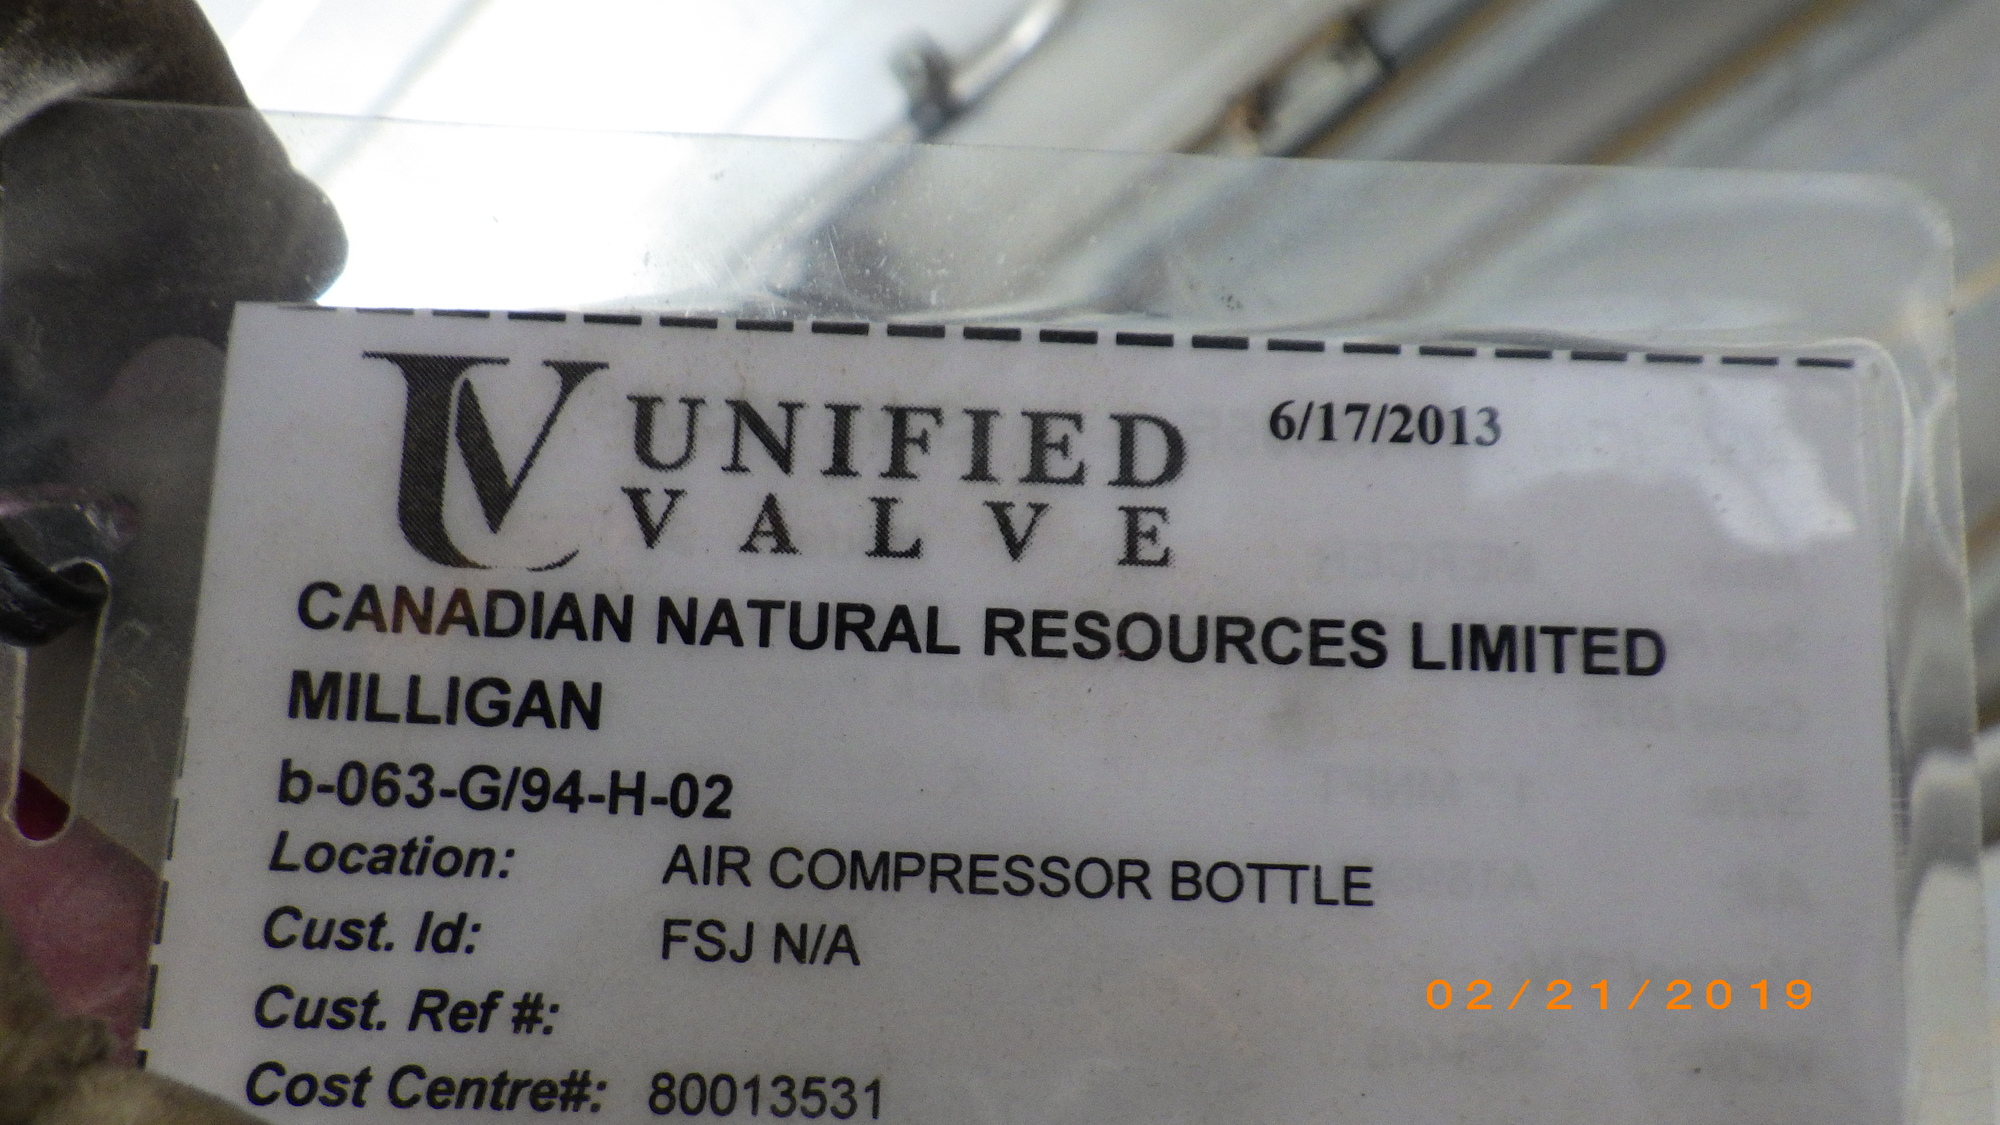 UV UNIFIED VALVE 6/17/2013
CANADIAN NATURAL RESOURCES LIMITED
MILLIGAN
b-063-G/94-H-02
Location: AIR COMPRESSOR BOTTLE
Cust. Id: FSJ N/A
Cust. Ref #:
Cost Centre#: 80013531
02/21/2019